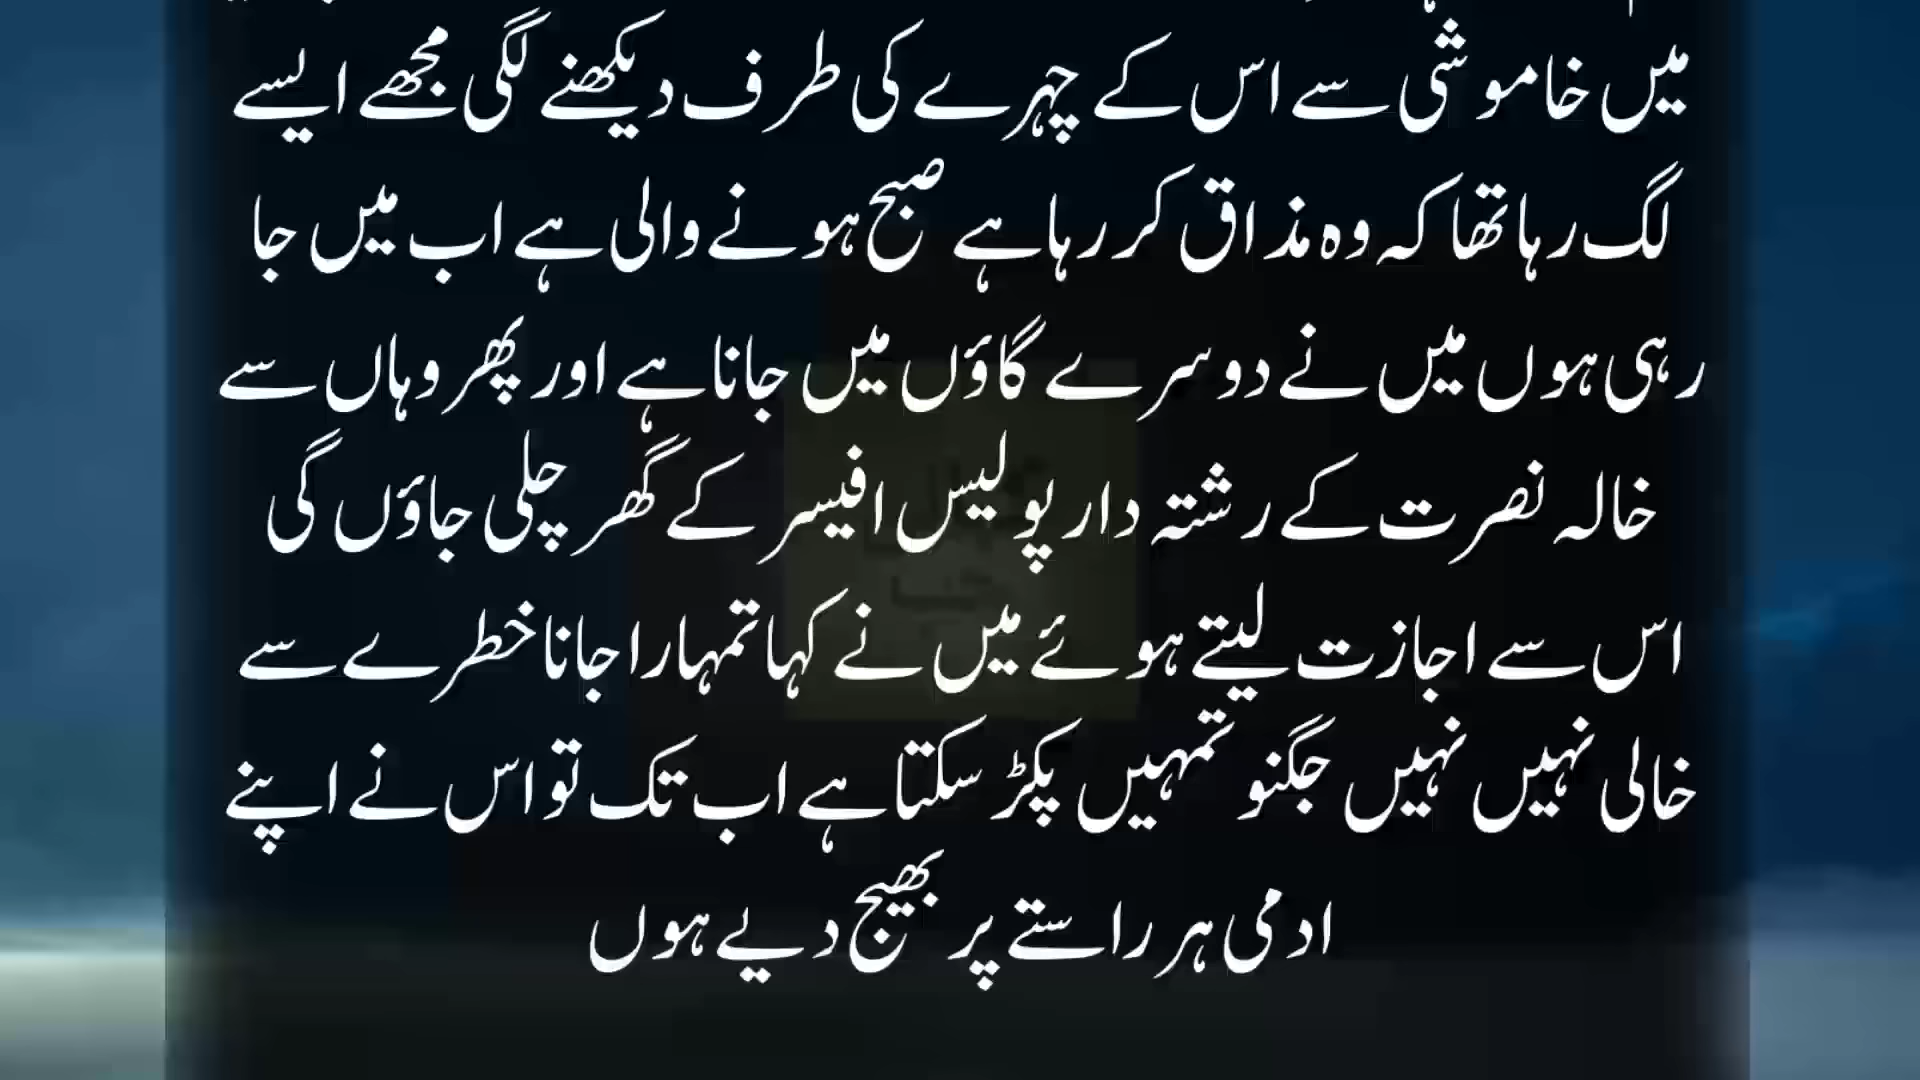 میں خاموشی سے اس کے چہرے کی طرف دیکھنے لگی مجھے ایسے
لگ رہا تھا کہ وہ مذاق کر رہا ہے صبح ہونے والی ہے اب میں جا
رہی ہوں میں نے دوسرے گاؤں میں جانا ہے اور پھر وہاں سے
خالہ نصرت کے رشتہ دار پولیس افیسر کے گھر چلی جاؤں گی
اس سے اجازت لیتے ہوئے میں نے کہا تمہارا جانا خطرے سے
خالی نہیں نہیں جگنو تمہیں پکڑ سکتا ہے اب تک تو اس نے اپنے
ادمی ہر راستے پر بھیج دیے ہوں